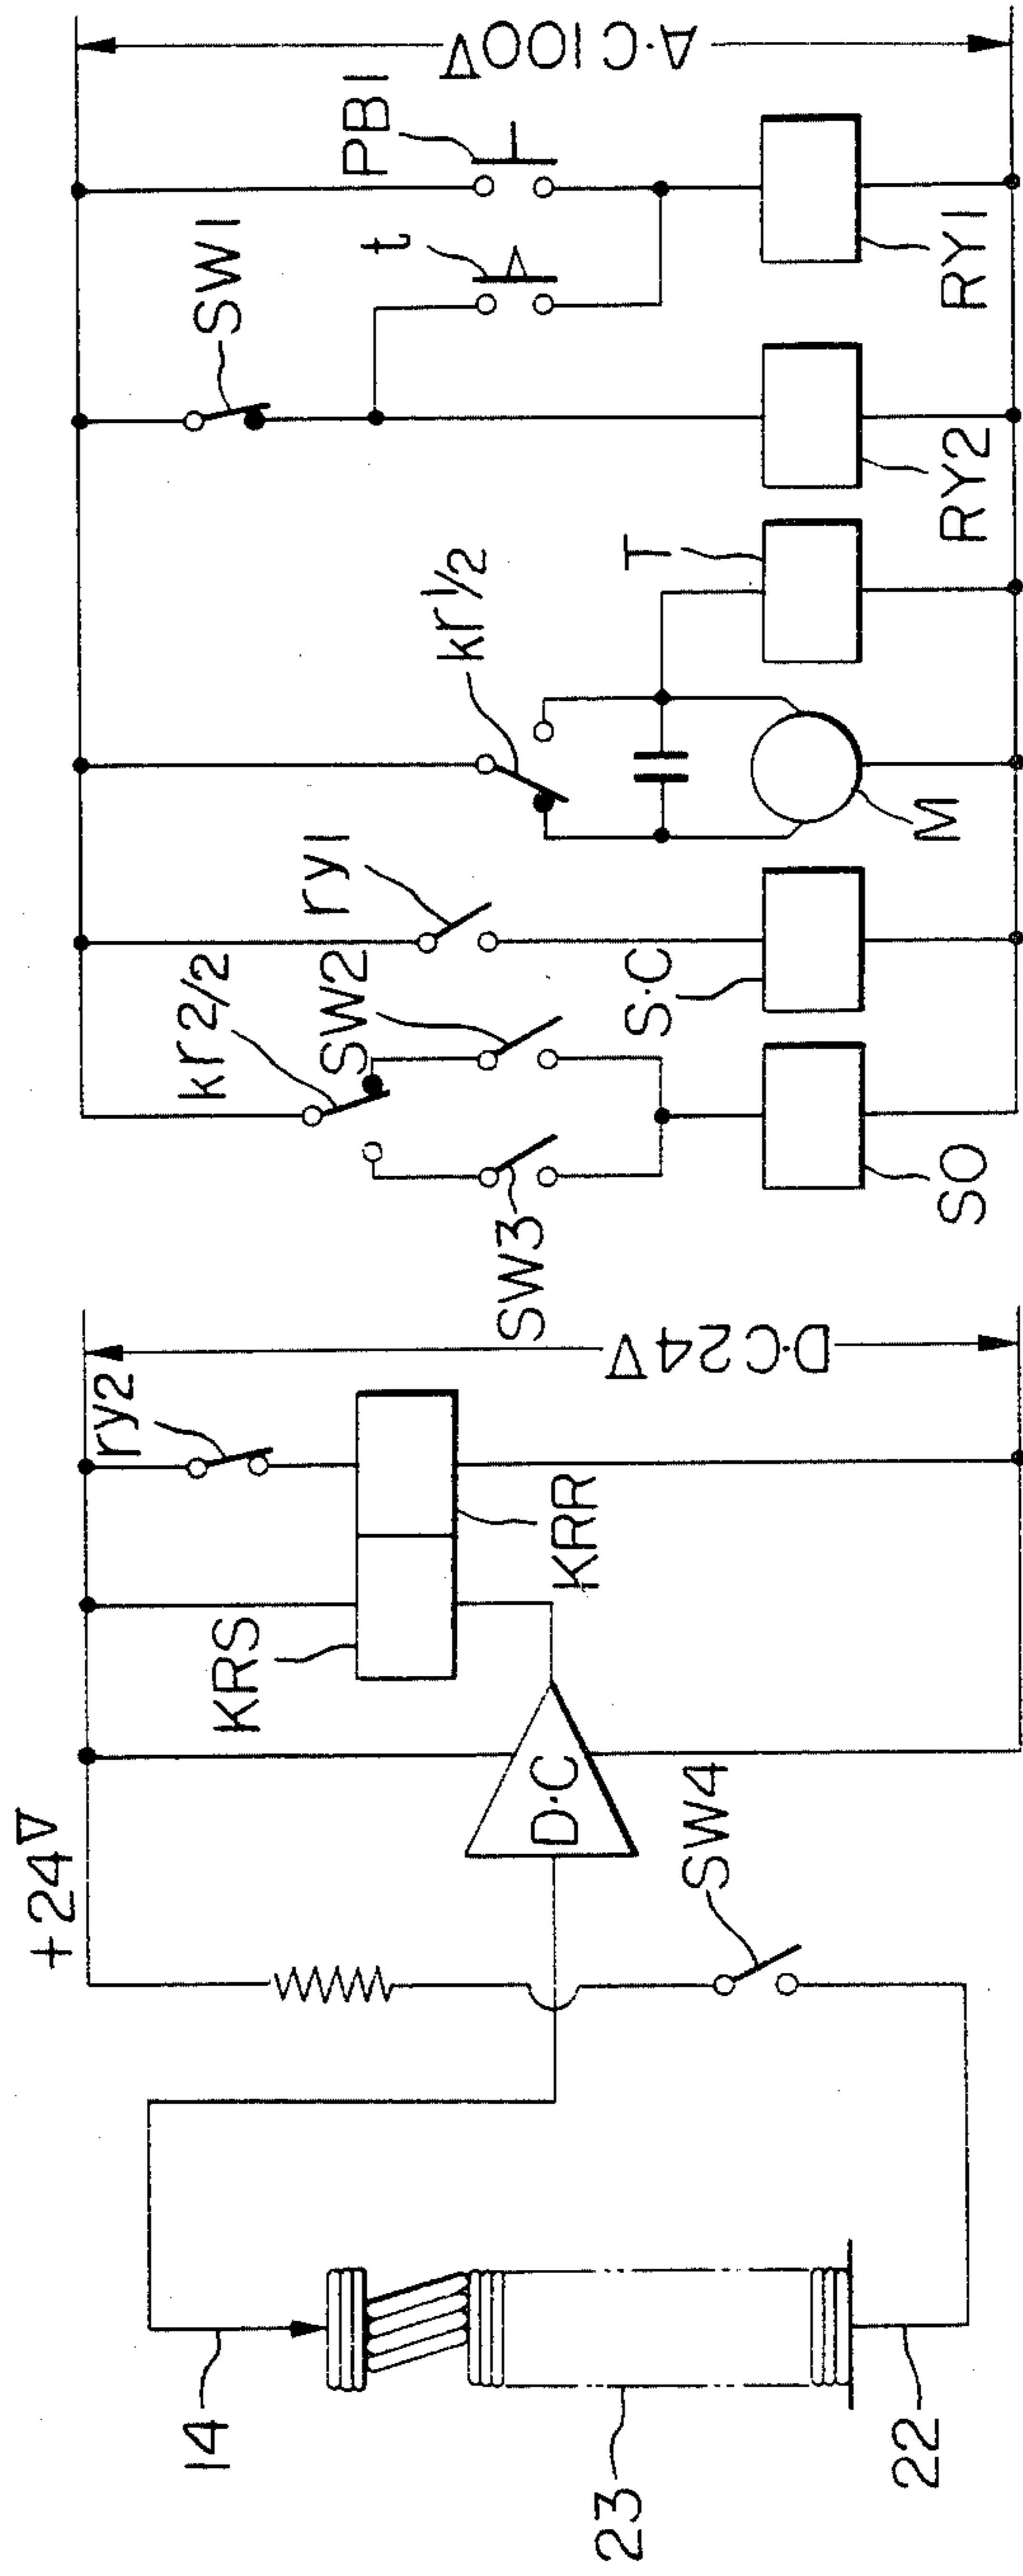 A·C 100V
PB1
t
SW1
RY1
RY2
T
kr1/2
M
ry1
S·C
kr2/2
SW2
SW3
SO
D·C 24V
ry2
KRR
KRS
+24V
D·C
SW4
14
23
22